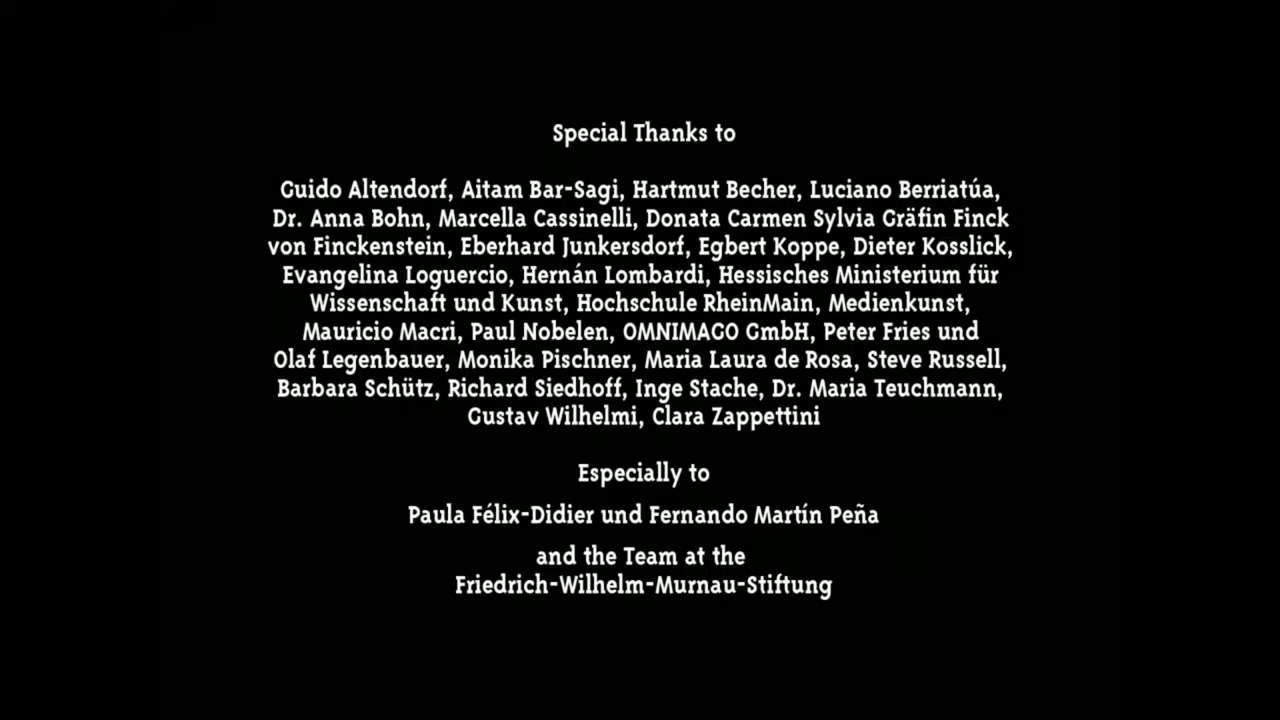 Special Thanks to
Guido Altendorf, Aitam Bar-Sagi, Hartmut Becher, Luciano Berriatúa,
Dr. Anna Bohn, Marcella Cassinelli, Donata Carmen Sylvia Gräfin Finck
von Finckenstein, Eberhard Junkersdorf, Egbert Koppe, Dieter Kosslick,
Evangelina Loguercio, Hernán Lombardi, Hessisches Ministerium für
Wissenschaft und Kunst, Hochschule RheinMain, Medienkunst,
Mauricio Macri, Paul Nobelen, OMNIMAGO GmbH, Peter Fries und
Olaf Legenbauer, Monika Pischner, Maria Laura de Rosa, Steve Russell,
Barbara Schütz, Richard Siedhoff, Inge Stache, Dr. Maria Teuchmann,
Gustav Wilhelmi, Clara Zappettini
Especially to
Paula Félix-Didier und Fernando Martín Peña
and the Team at the
Friedrich-Wilhelm-Murnau-Stiftung